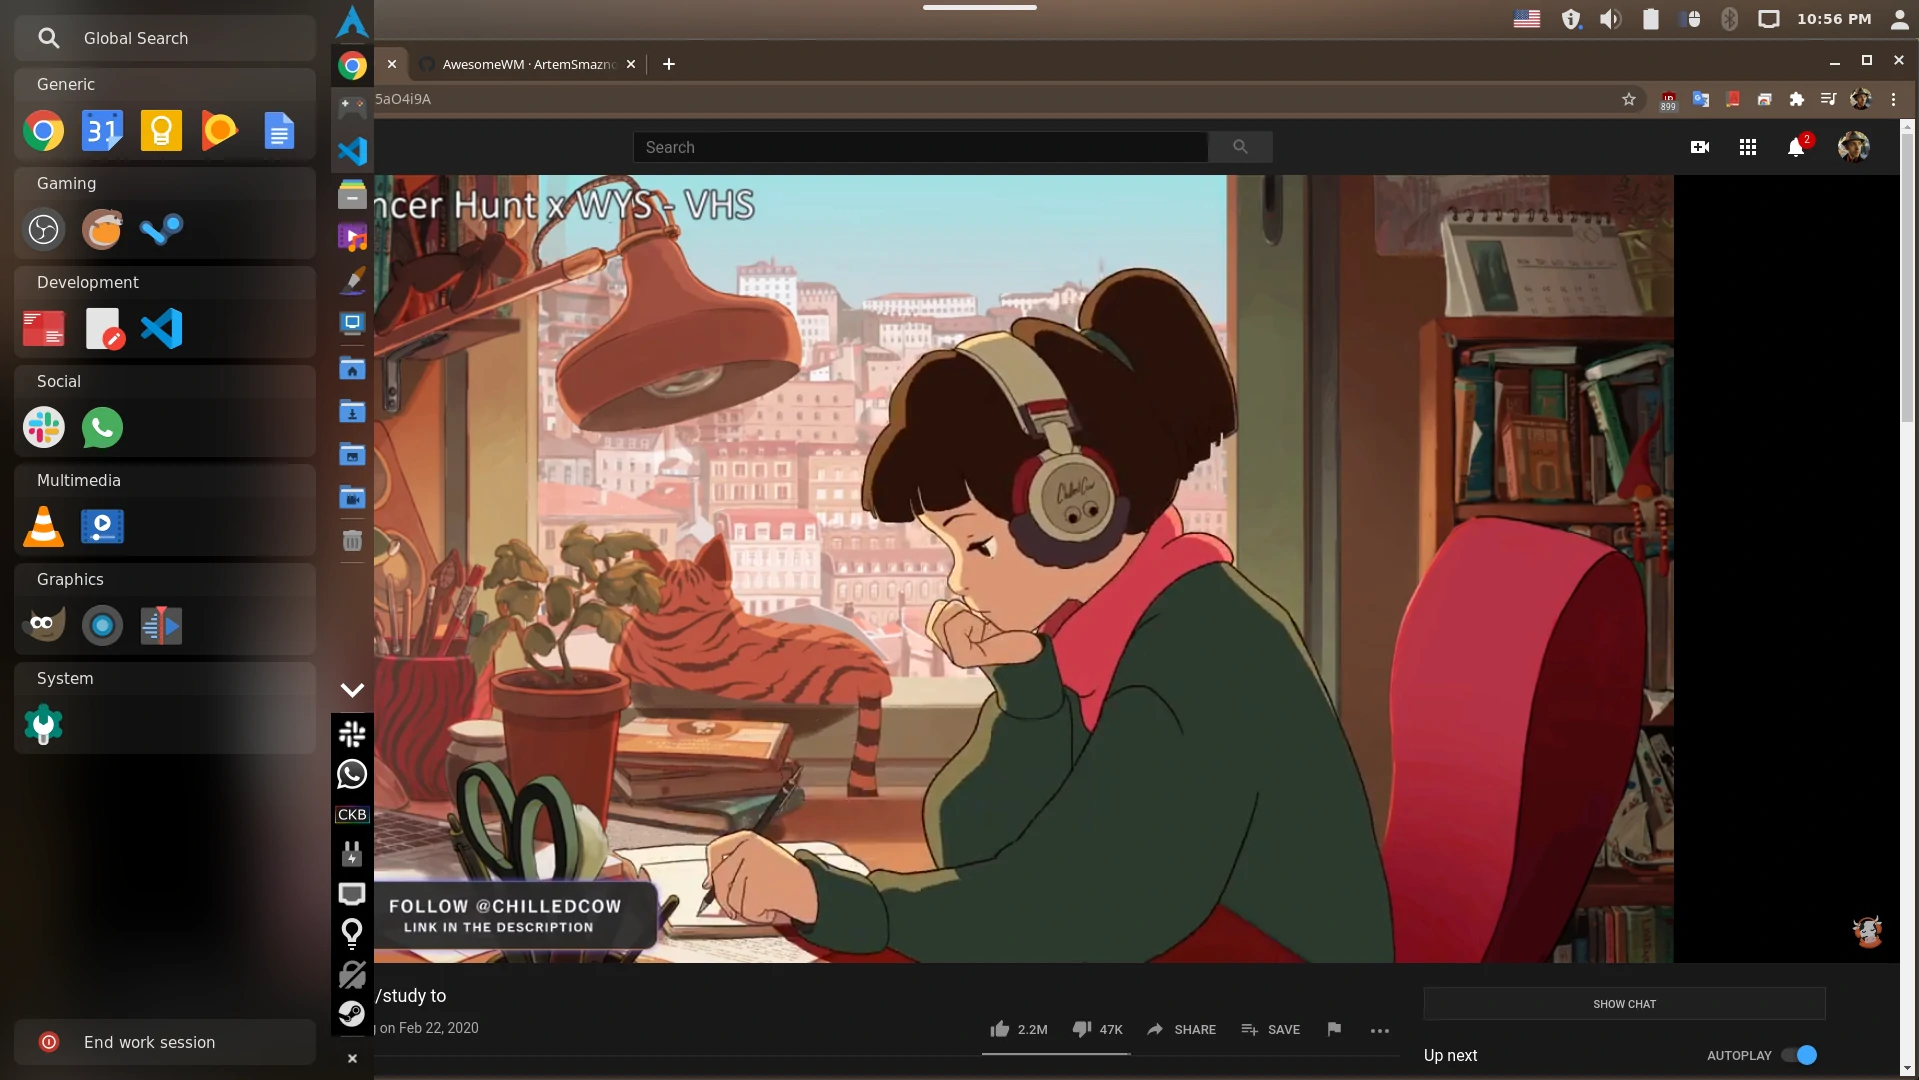 Global Search
Generic
31
Gaming
Development
Social
Multimedia
Graphics
System
End work session
CKB
10:56 PM
AwesomeWM · ArtemSmazn
5aO4i9A
899
Search
2
ncer Hunt x WYS - VHS
ChilledCow
FOLLOW @CHILLEDCOW
LINK IN THE DESCRIPTION
/study to
on Feb 22, 2020
2.2M
47K
SHARE
SAVE
SHOW CHAT
Up next
AUTOPLAY